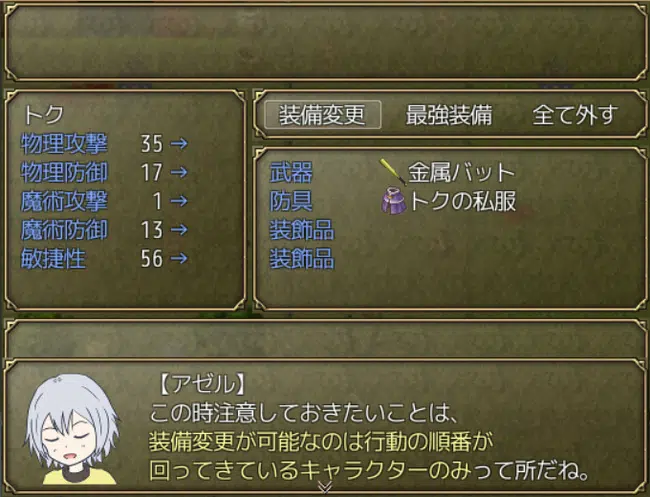 トク
物理攻撃 35 →
物理防御 17 →
魔術攻撃 1 →
魔術防御 13 →
敏捷性 56 →
装備変更 最強装備 全て外す
武器 金属バット
防具 トクの私服
装飾品
装飾品
【アゼル】
この時注意しておきたいことは、
装備変更が可能なのは行動の順番が
回ってきているキャラクターのみって所だね。